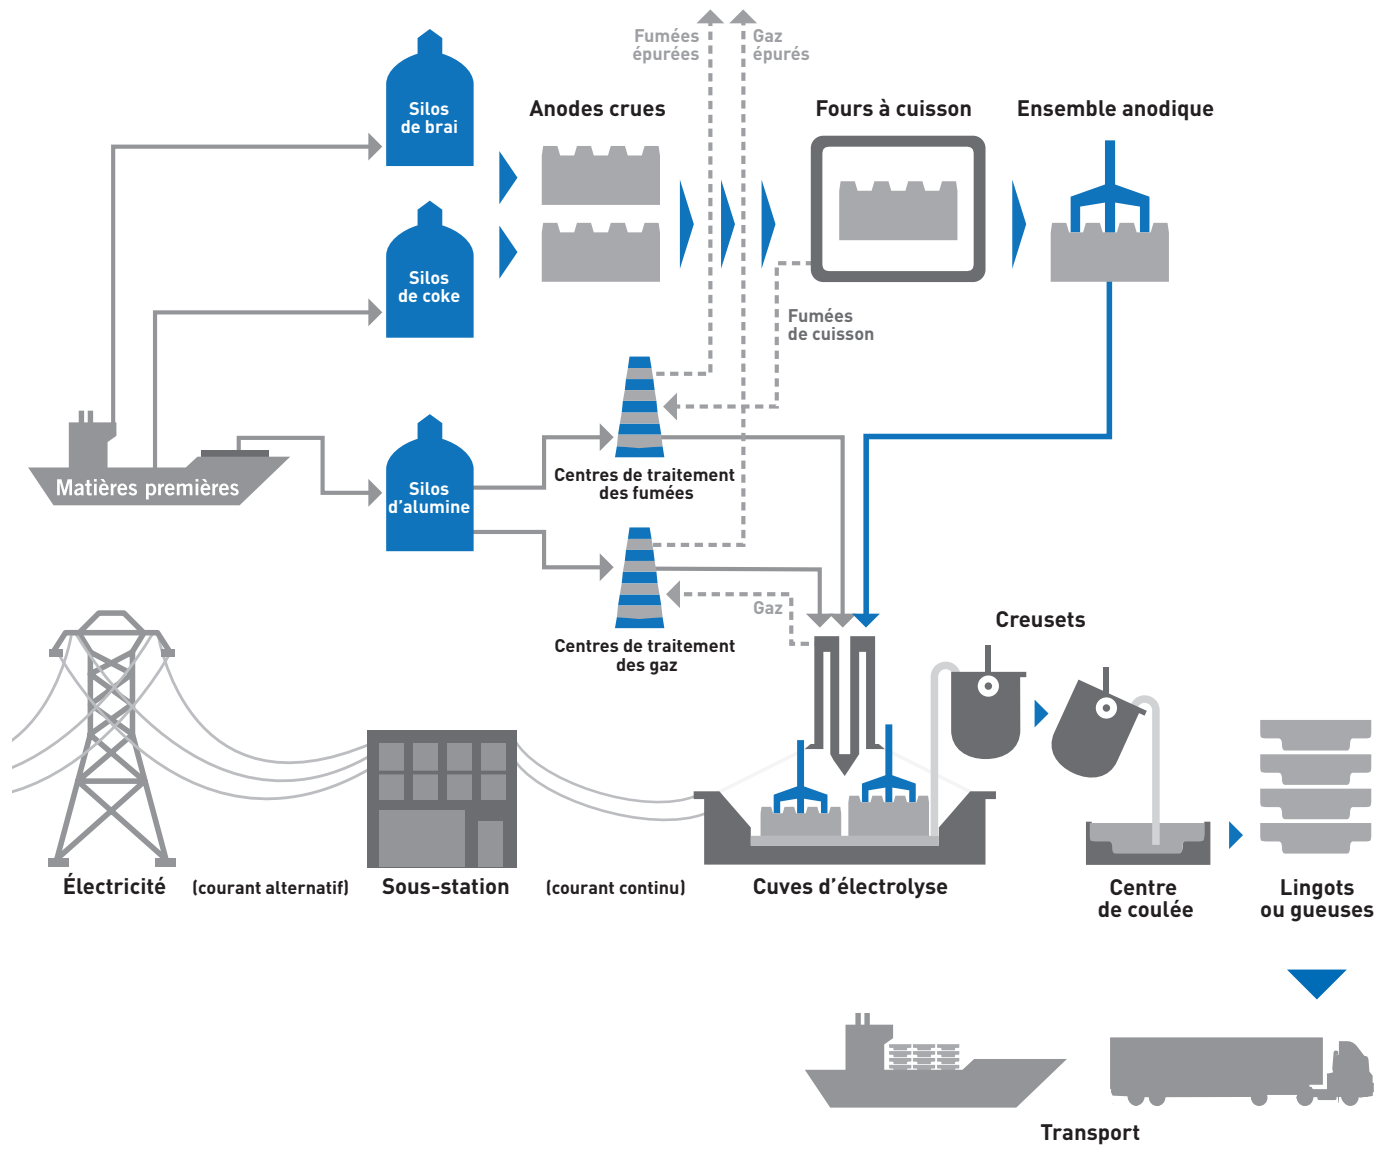 Fumées
épurées
Gaz
épurés
Silos
de brai
Anodes crues
Fours à cuisson
Ensemble anodique
Silos
de coke
Fumées
de cuisson
Matières premières
Silos
d'alumine
Centres de traitement
des fumées
Gaz
Centres de traitement
des gaz
Creusets
Électricité
(courant alternatif)
Sous-station
(courant continu)
Cuves d'électrolyse
Centre
de coulée
Lingots
ou gueuses
Transport